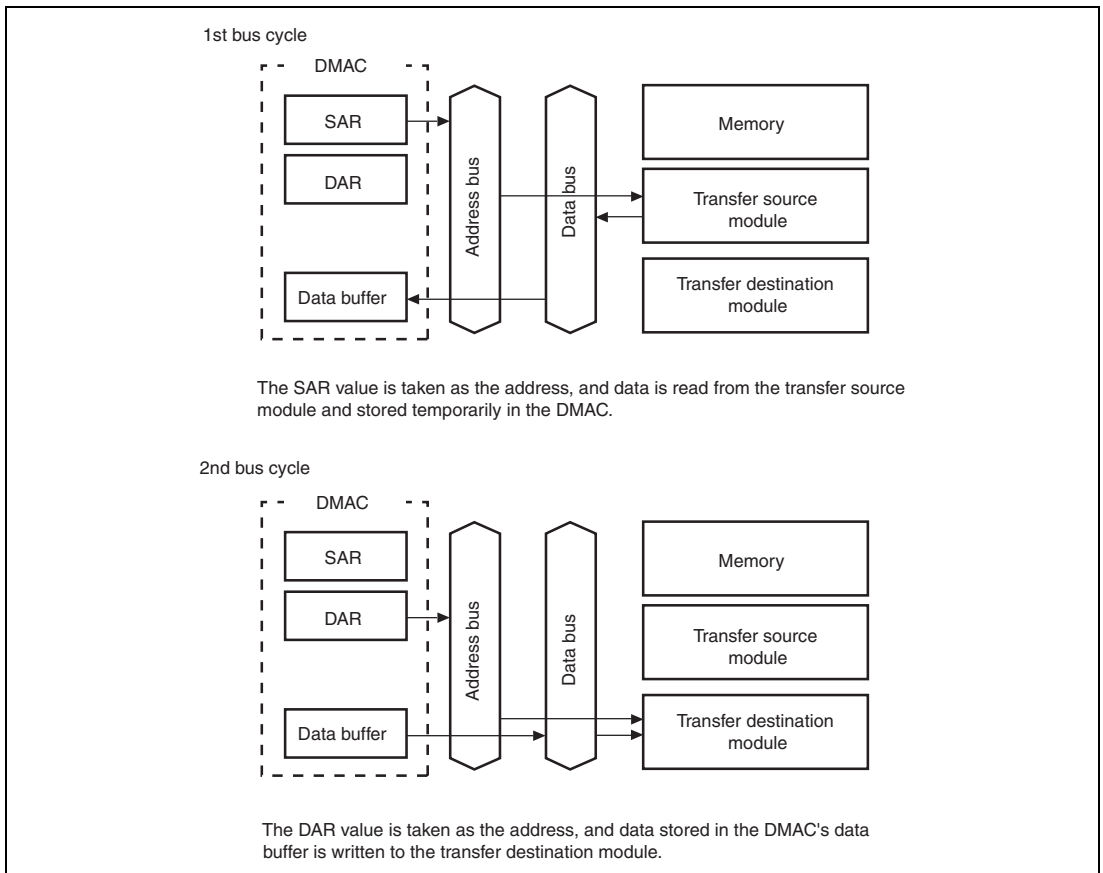 1st bus cycle
DMAC
SAR
DAR
Data buffer
Address bus
Data bus
Memory
Transfer source
module
Transfer destination
module
The SAR value is taken as the address, and data is read from the transfer source
module and stored temporarily in the DMAC.
2nd bus cycle
DMAC
SAR
DAR
Data buffer
Address bus
Data bus
Memory
Transfer source
module
Transfer destination
module
The DAR value is taken as the address, and data stored in the DMAC's data
buffer is written to the transfer destination module.